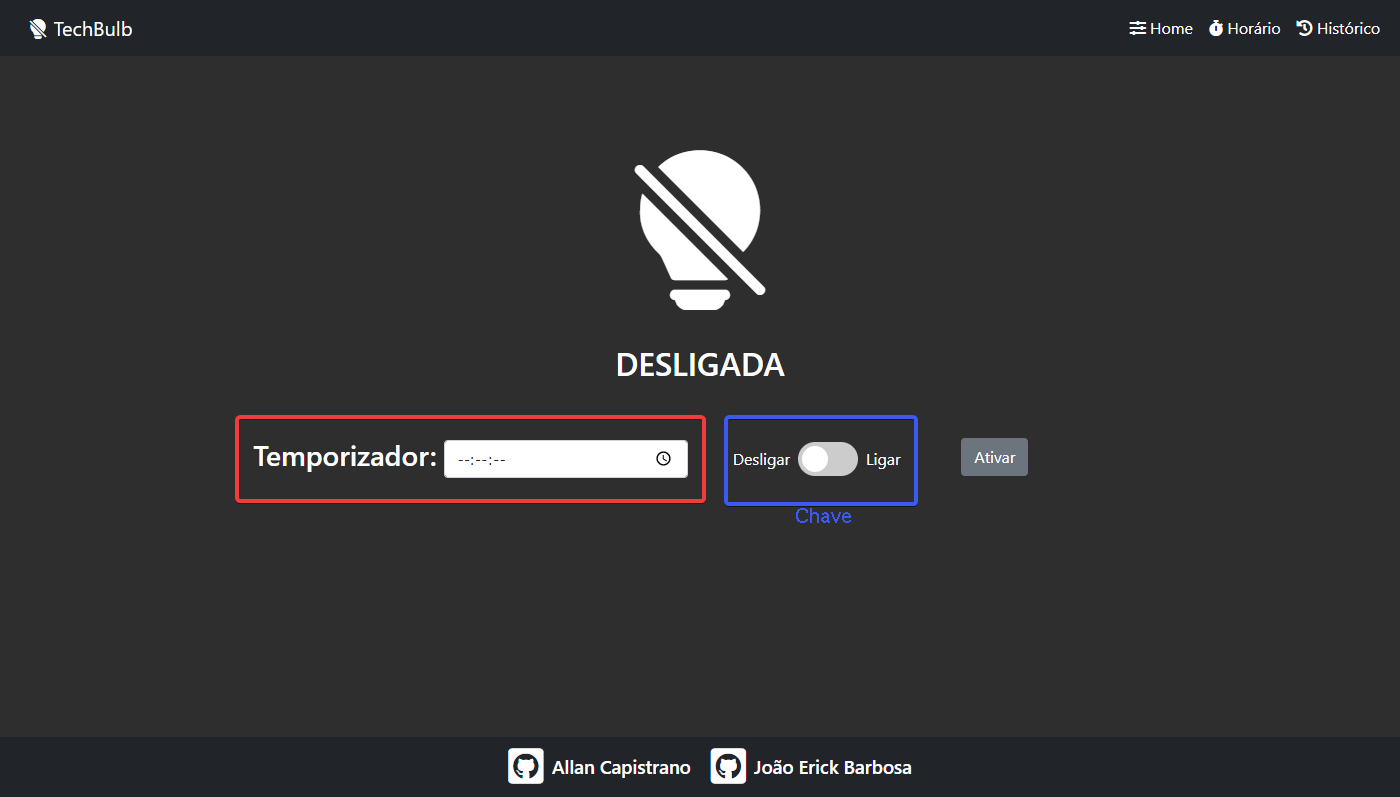 TechBulb
Home Horário Histórico
DESLIGADA
Temporizador: --:--:--
Desligar Ligar
Ativar
Chave
Allan Capistrano João Erick Barbosa